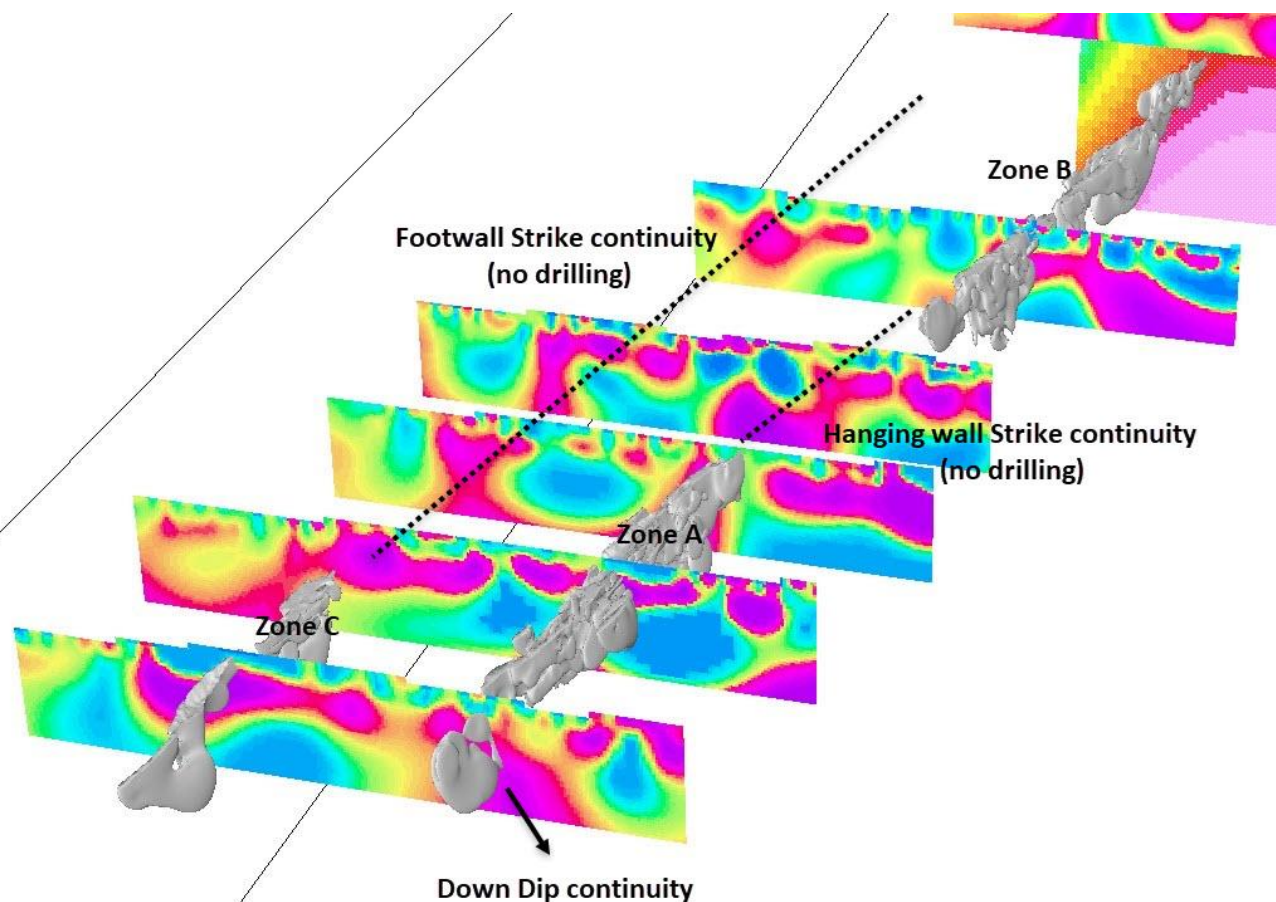 Zone B
Footwall Strike continuity
(no drilling)
Hanging wall Strike continuity
(no drilling)
Zone A
Zone C
Down Dip continuity